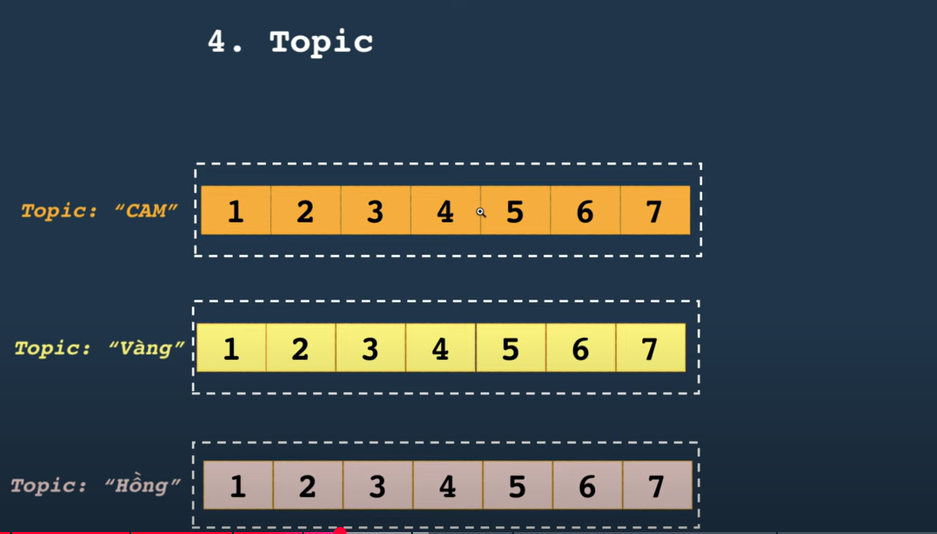 4. Topic
Topic: “CAM”
1 2 3 4 5 6 7
Topic: “Vàng”
1 2 3 4 5 6 7
Topic: “Hồng”
1 2 3 4 5 6 7